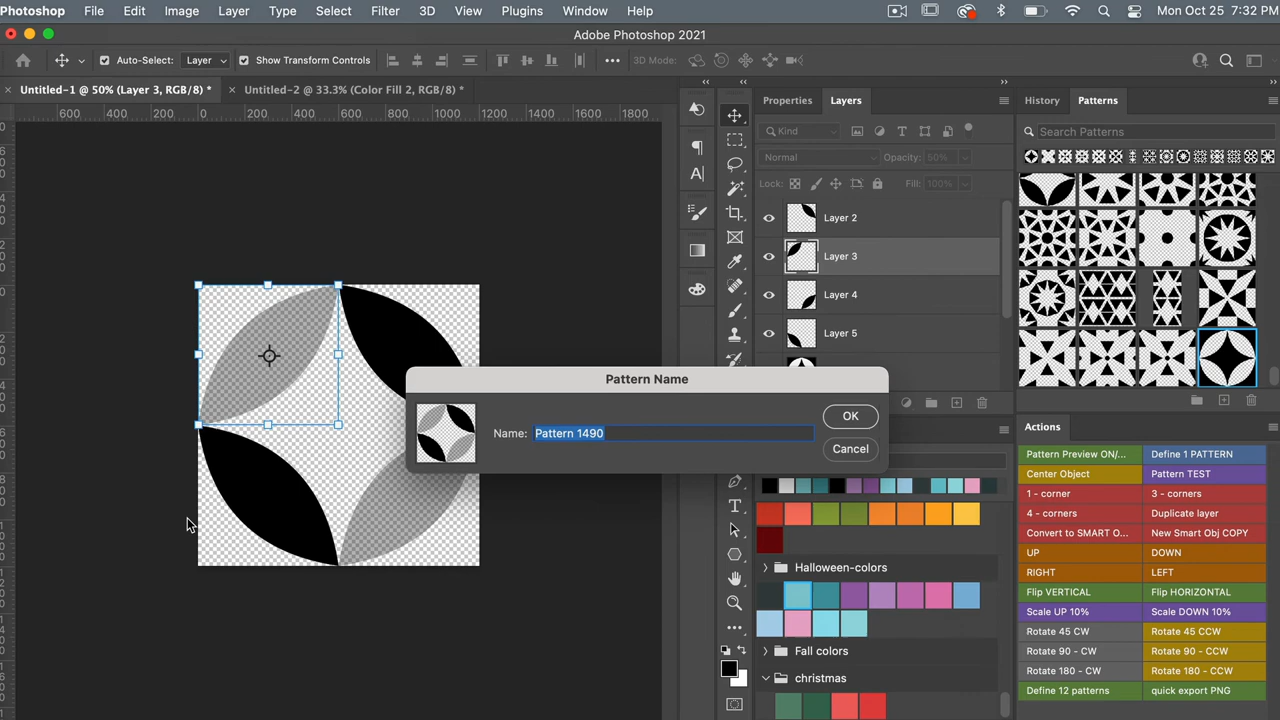 Photoshop File Edit Image Layer Type Select Filter 3D View Plugins Window Help Mon Oct 25 7:32 PM
Adobe Photoshop 2021
Auto-Select: Layer Show Transform Controls 3D Mode:
Untitled-1 @ 50% (Layer 3, RGB/8) * Untitled-2 @ 33.3% (Color Fill 2, RGB/8) *
600 400 200 0 200 400 600 800 1000 1200 1400 1600 1800
Properties Layers
History Patterns
Kind
Search Patterns
Normal Opacity: 50%
Lock: Fill: 100%
Layer 2
Layer 3
Layer 4
Layer 5
Pattern Name
Name: Pattern 1490
OK
Cancel
Halloween-colors
Fall colors
christmas
Actions
Pattern Preview ON/... Define 1 PATTERN
Center Object Pattern TEST
1 - corner 3 - corners
4 - corners Duplicate layer
Convert to SMART O... New Smart Obj COPY
UP DOWN
RIGHT LEFT
Flip VERTICAL Flip HORIZONTAL
Scale UP 10% Scale DOWN 10%
Rotate 45 CW Rotate 45 CCW
Rotate 90 - CW Rotate 90 - CCW
Rotate 180 - CW Rotate 180 - CCW
Define 12 patterns quick export PNG